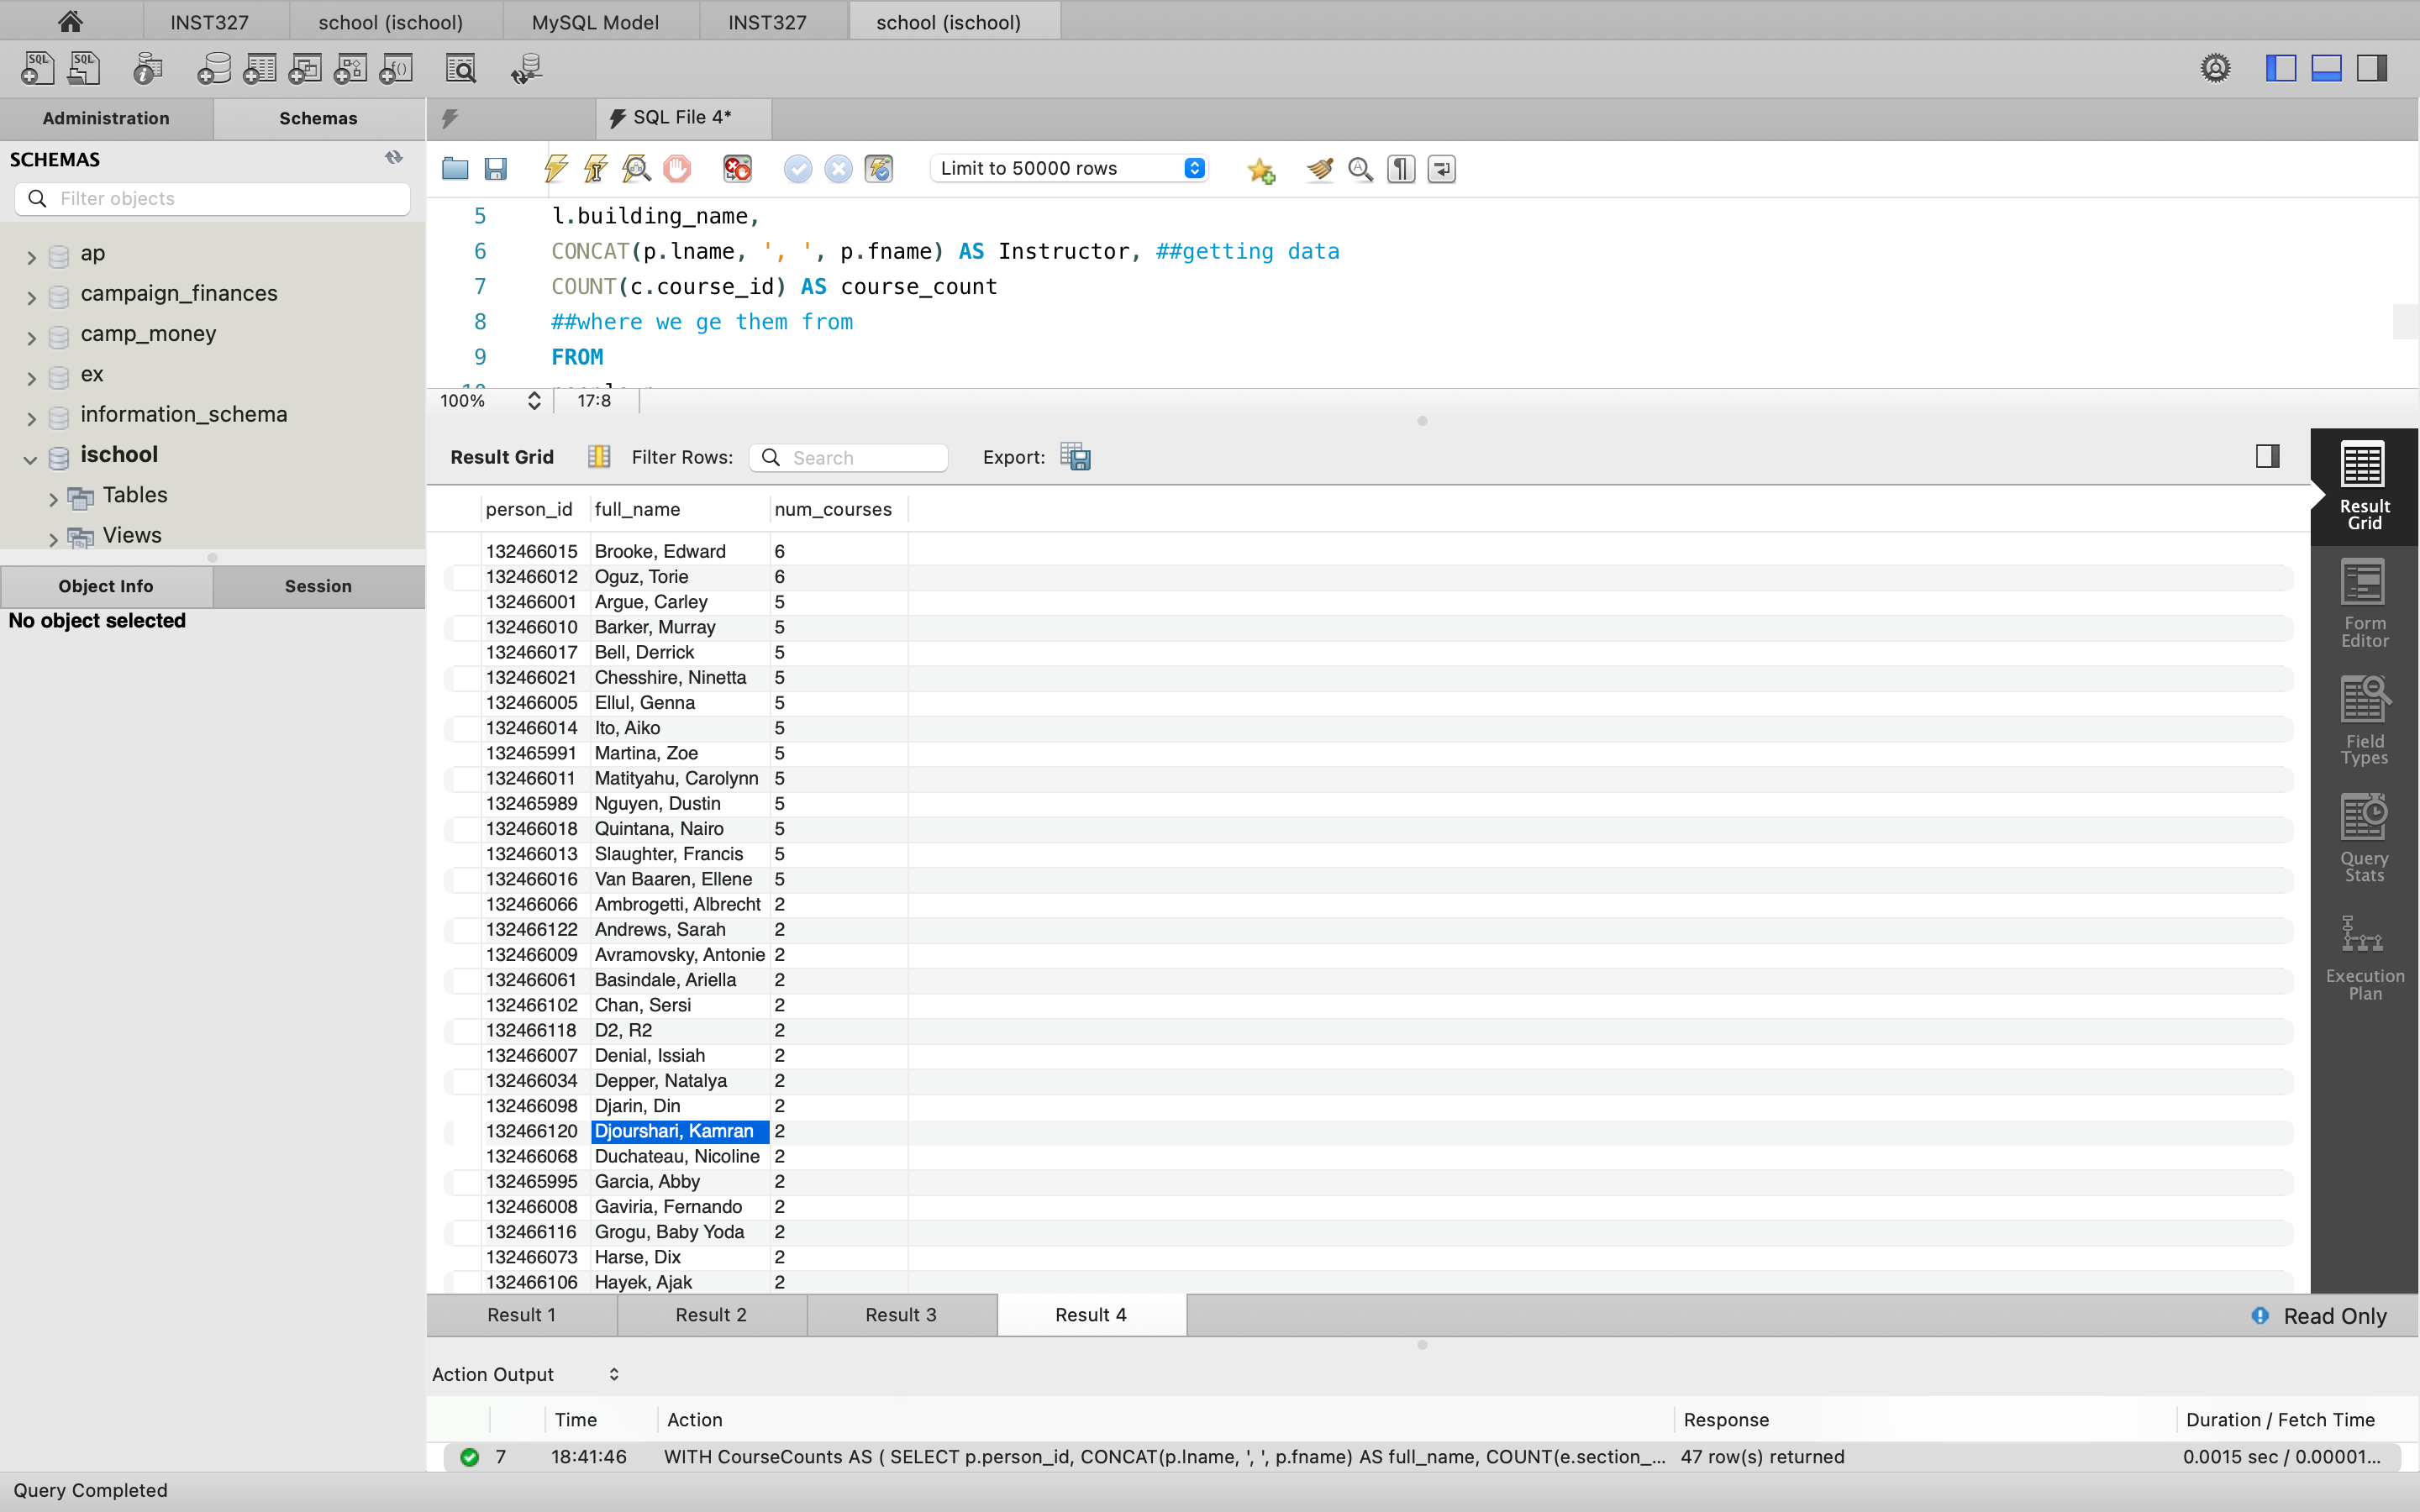 INST327 school (ischool) MySQL Model INST327 school (ischool)
SQL SQL
Administration Schemas SQL File 4*
SCHEMAS
Filter objects
Limit to 50000 rows
ap
campaign_finances
camp_money
ex
information_schema
ischool
Tables
Views
5 l.building_name,
6 CONCAT(p.lname, ', ', p.fname) AS Instructor, ##getting data
7 COUNT(c.course_id) AS course_count
8 ##where we ge them from
9 FROM
100% 17:8
Object Info Session
No object selected
Result Grid Filter Rows: Search Export:
person_id full_name num_courses
132466015 Brooke, Edward 6
132466012 Oguz, Torie 6
132466001 Argue, Carley 5
132466010 Barker, Murray 5
132466017 Bell, Derrick 5
132466021 Chesshire, Ninetta 5
132466005 Ellul, Genna 5
132466014 Ito, Aiko 5
132465991 Martina, Zoe 5
132466011 Matityahu, Carolynn 5
132465989 Nguyen, Dustin 5
132466018 Quintana, Nairo 5
132466013 Slaughter, Francis 5
132466016 Van Baaren, Ellene 5
132466066 Ambrogetti, Albrecht 2
132466122 Andrews, Sarah 2
132466009 Avramovsky, Antonie 2
132466061 Basindale, Ariella 2
132466102 Chan, Sersi 2
132466118 D2, R2 2
132466007 Denial, Issiah 2
132466034 Depper, Natalya 2
132466098 Djarin, Din 2
132466120 Djourshari, Kamran 2
132466068 Duchateau, Nicoline 2
132465995 Garcia, Abby 2
132466008 Gaviria, Fernando 2
132466116 Grogu, Baby Yoda 2
132466073 Harse, Dix 2
132466106 Hayek, Ajak 2
Result
Grid
Form
Editor
Field
Types
Query
Stats
Execution
Plan
Result 1 Result 2 Result 3 Result 4 Read Only
Action Output
Time Action Response Duration / Fetch Time
7 18:41:46 WITH CourseCounts AS ( SELECT p.person_id, CONCAT(p.lname, ', ', p.fname) AS full_name, COUNT(e.section_... 47 row(s) returned 0.0015 sec / 0.00001...
Query Completed